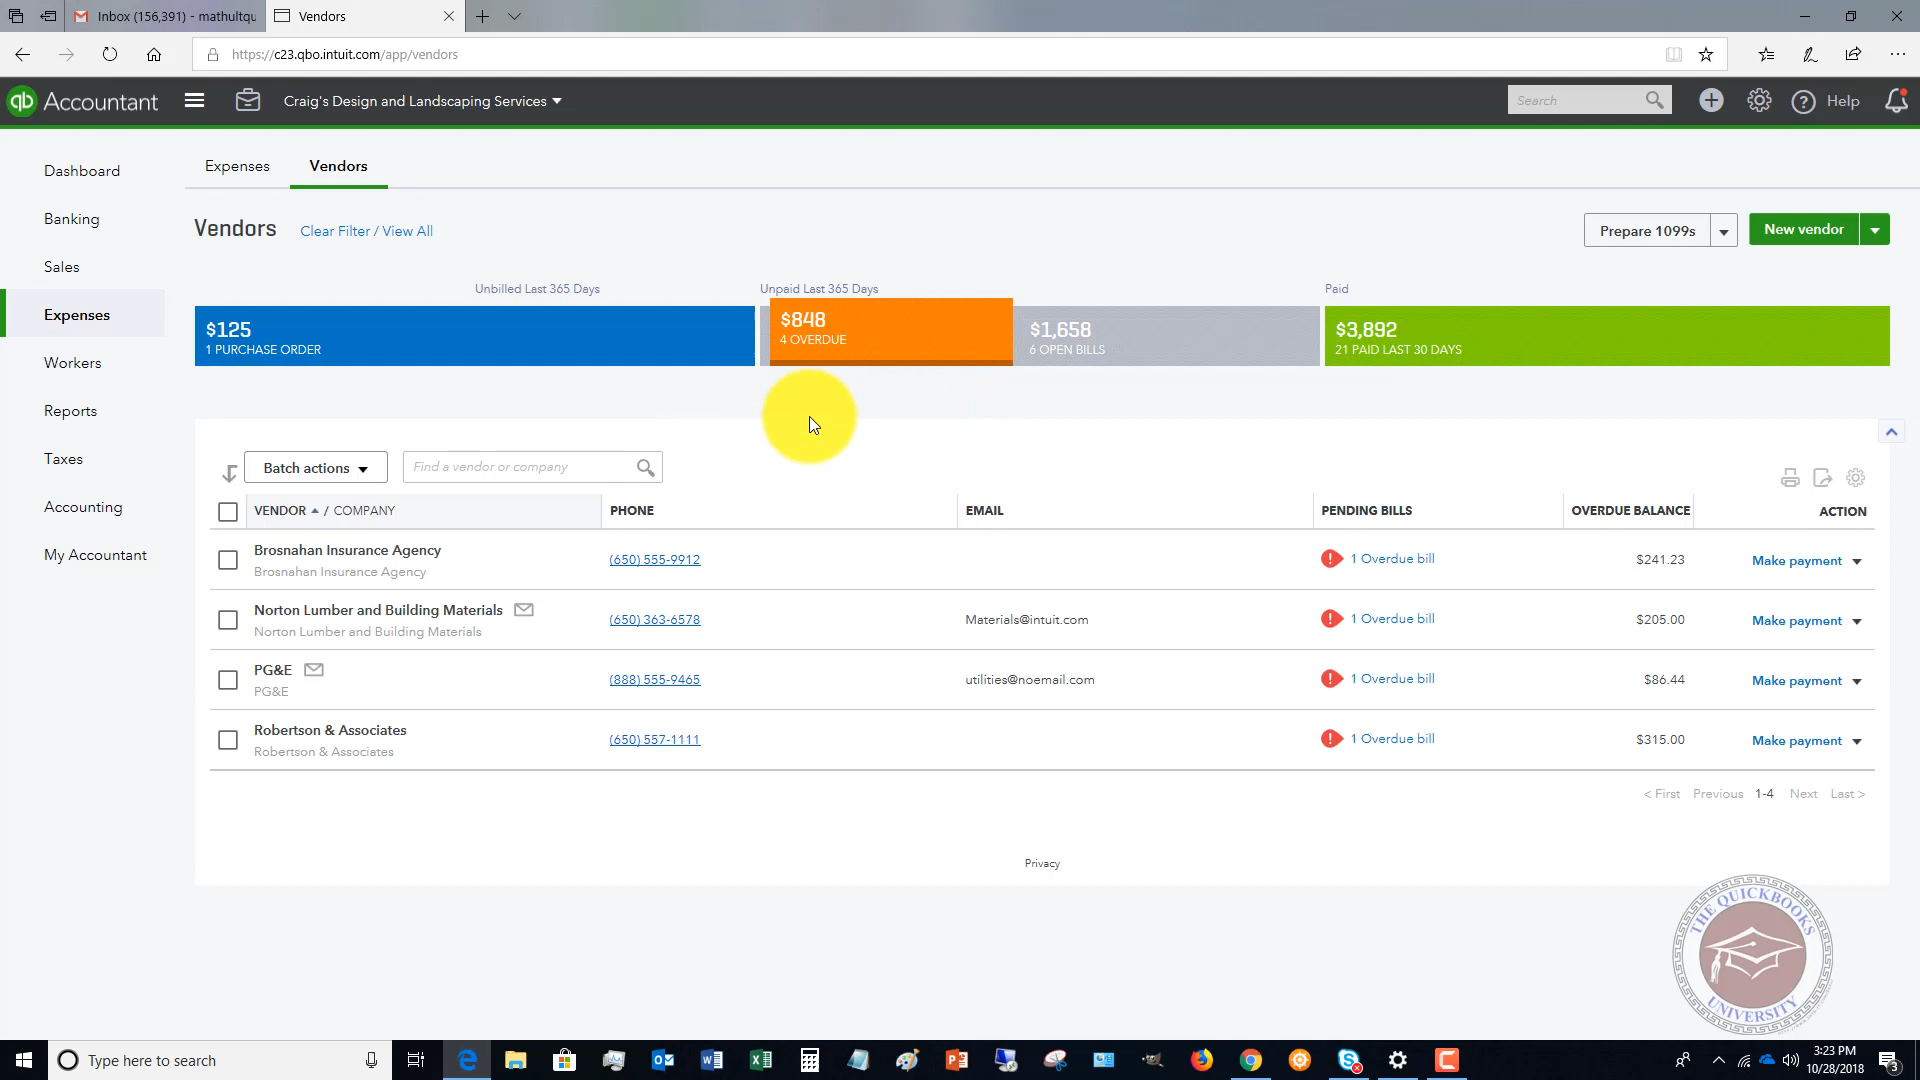 Inbox (156,391) - mathultqu
Vendors
https://c23.qbo.intuit.com/app/vendors
qb Accountant
Craig's Design and Landscaping Services
Search
Help
Dashboard
Banking
Sales
Expenses
Workers
Reports
Taxes
Accounting
My Accountant
Expenses
Vendors
Vendors
Clear Filter / View All
Prepare 1099s
New vendor
Unbilled Last 365 Days
Unpaid Last 365 Days
Paid
$125
1 PURCHASE ORDER
$848
4 OVERDUE
$1,658
6 OPEN BILLS
$3,892
21 PAID LAST 30 DAYS
Batch actions
Find a vendor or company
VENDOR / COMPANY
PHONE
EMAIL
PENDING BILLS
OVERDUE BALANCE
ACTION
Brosnahan Insurance Agency
Brosnahan Insurance Agency
(650) 555-9912
1 Overdue bill
$241.23
Make payment
Norton Lumber and Building Materials
Norton Lumber and Building Materials
(650) 363-6578
Materials@intuit.com
1 Overdue bill
$205.00
Make payment
PG&E
PG&E
(888) 555-9465
utilities@noemail.com
1 Overdue bill
$86.44
Make payment
Robertson & Associates
Robertson & Associates
(650) 557-1111
1 Overdue bill
$315.00
Make payment
< First Previous 1-4 Next Last >
Privacy
THE QUICKBOOKS
UNIVERSITY
Type here to search
3:23 PM
10/28/2018
3